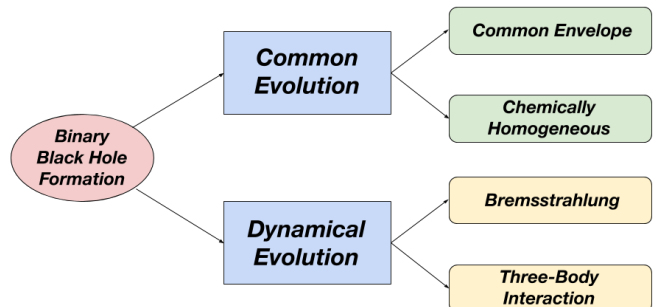 Binary
Black Hole
Formation
Common
Evolution
Common Envelope
Chemically
Homogeneous
Dynamical
Evolution
Bremsstrahlung
Three-Body
Interaction